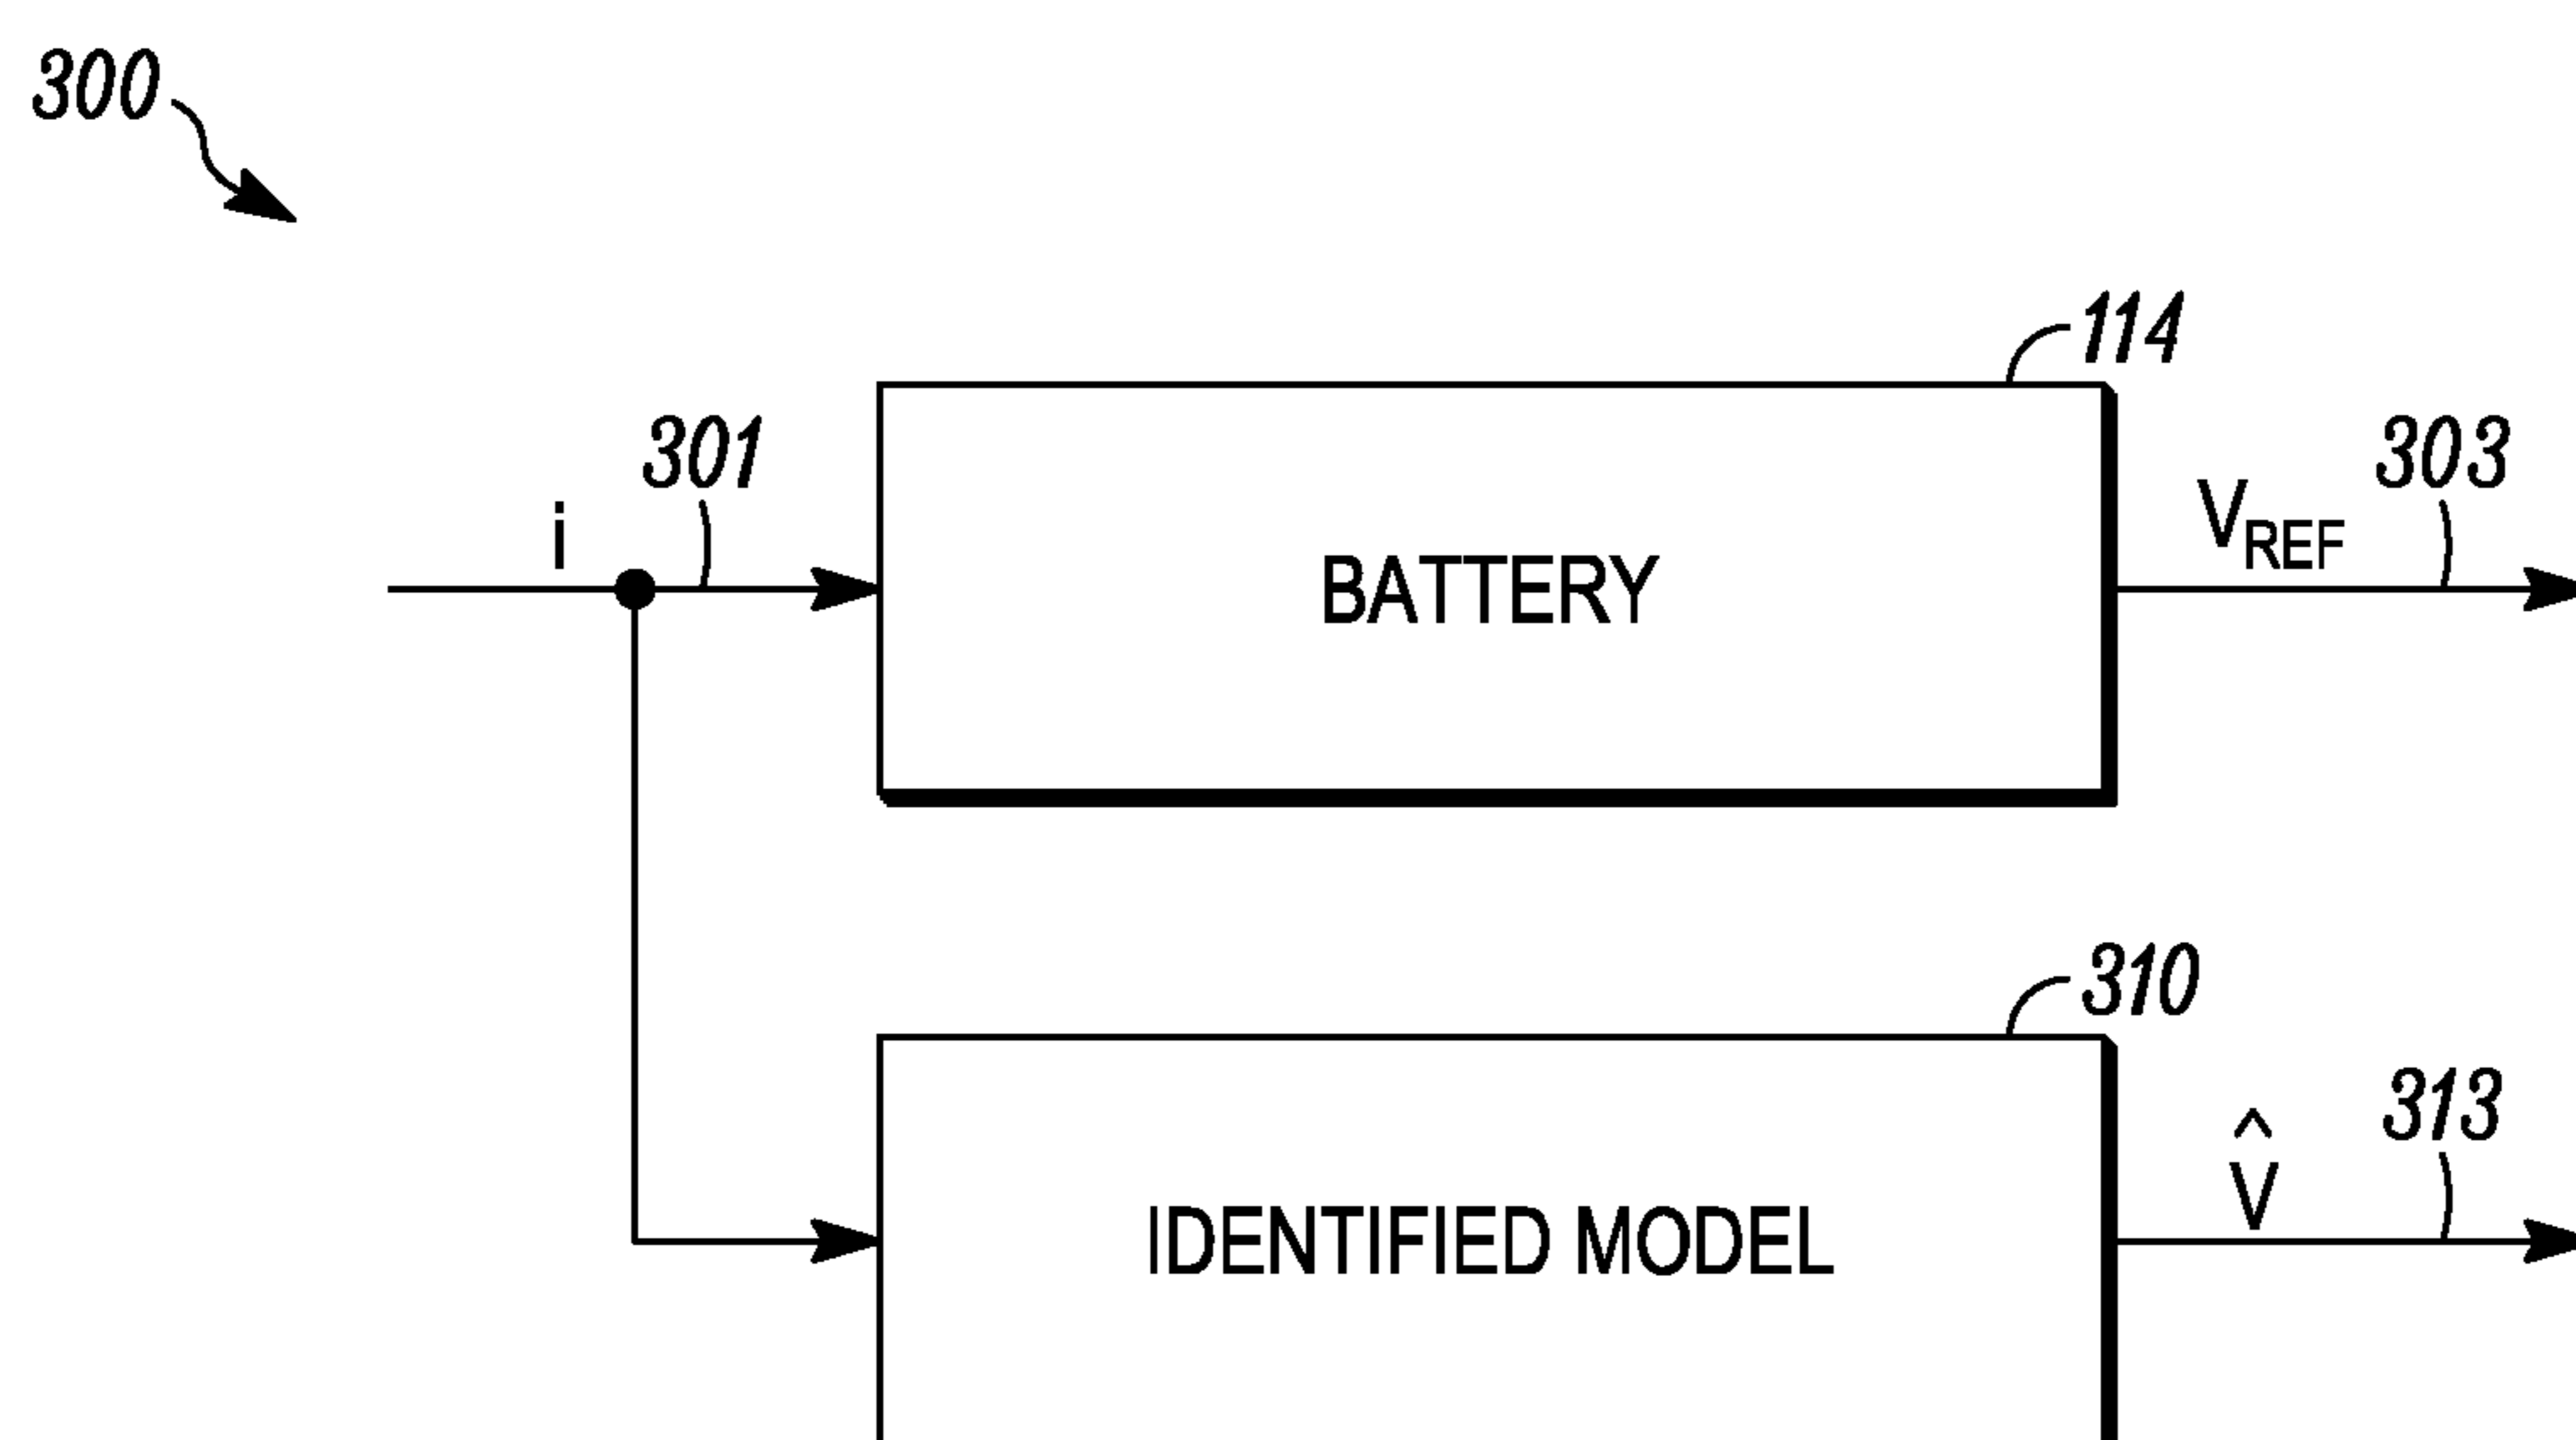 300
114
301
303
i
V_REF
BATTERY
310
313
V̂
IDENTIFIED MODEL